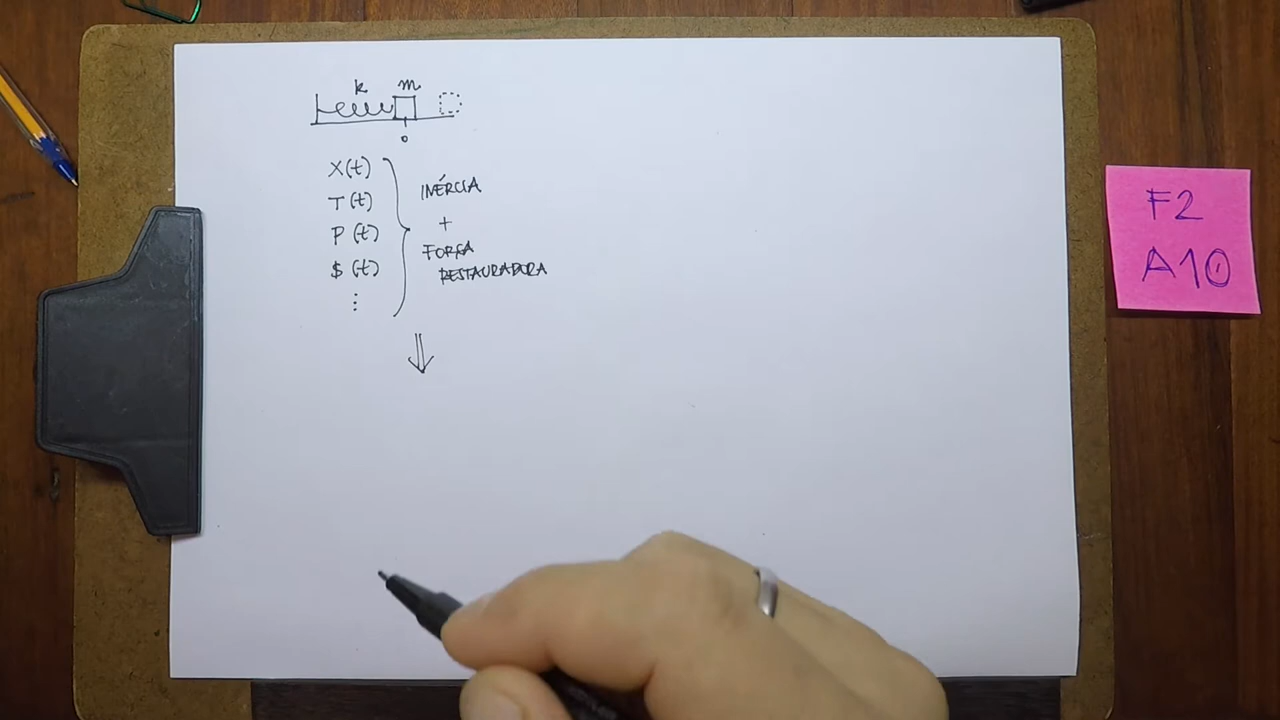 k m
0
X(t)
T(t)
P(t)
$(t)
⋮
INÉRCIA
+
FORÇA
RESTAURADORA
⇓
F2
A10